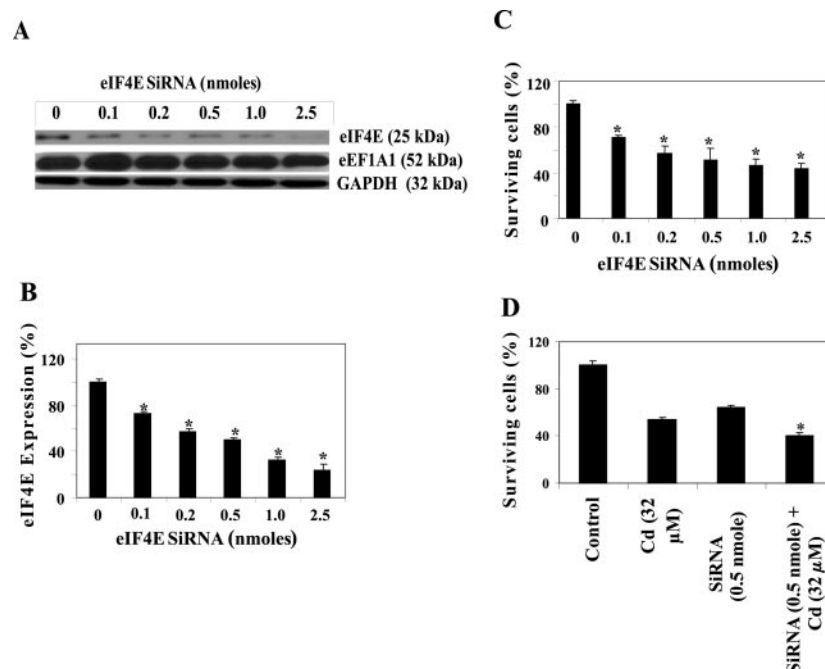 A
eIF4E SiRNA (nmoles)
0 0.1 0.2 0.5 1.0 2.5
eIF4E (25 kDa)
eEF1A1 (52 kDa)
GAPDH (32 kDa)
B
eIF4E Expression (%)
120
80
40
0
0 0.1 0.2 0.5 1.0 2.5
* * * * *
eIF4E SiRNA (nmoles)
C
Surviving cells (%)
120
80
40
0
* * * * *
0 0.1 0.2 0.5 1.0 2.5
eIF4E SiRNA (nmoles)
D
Surviving cells (%)
120
80
40
0
*
Control
Cd (32
µM)
SiRNA
(0.5 nmole)
SiRNA (0.5 nmole) +
Cd (32 µM)